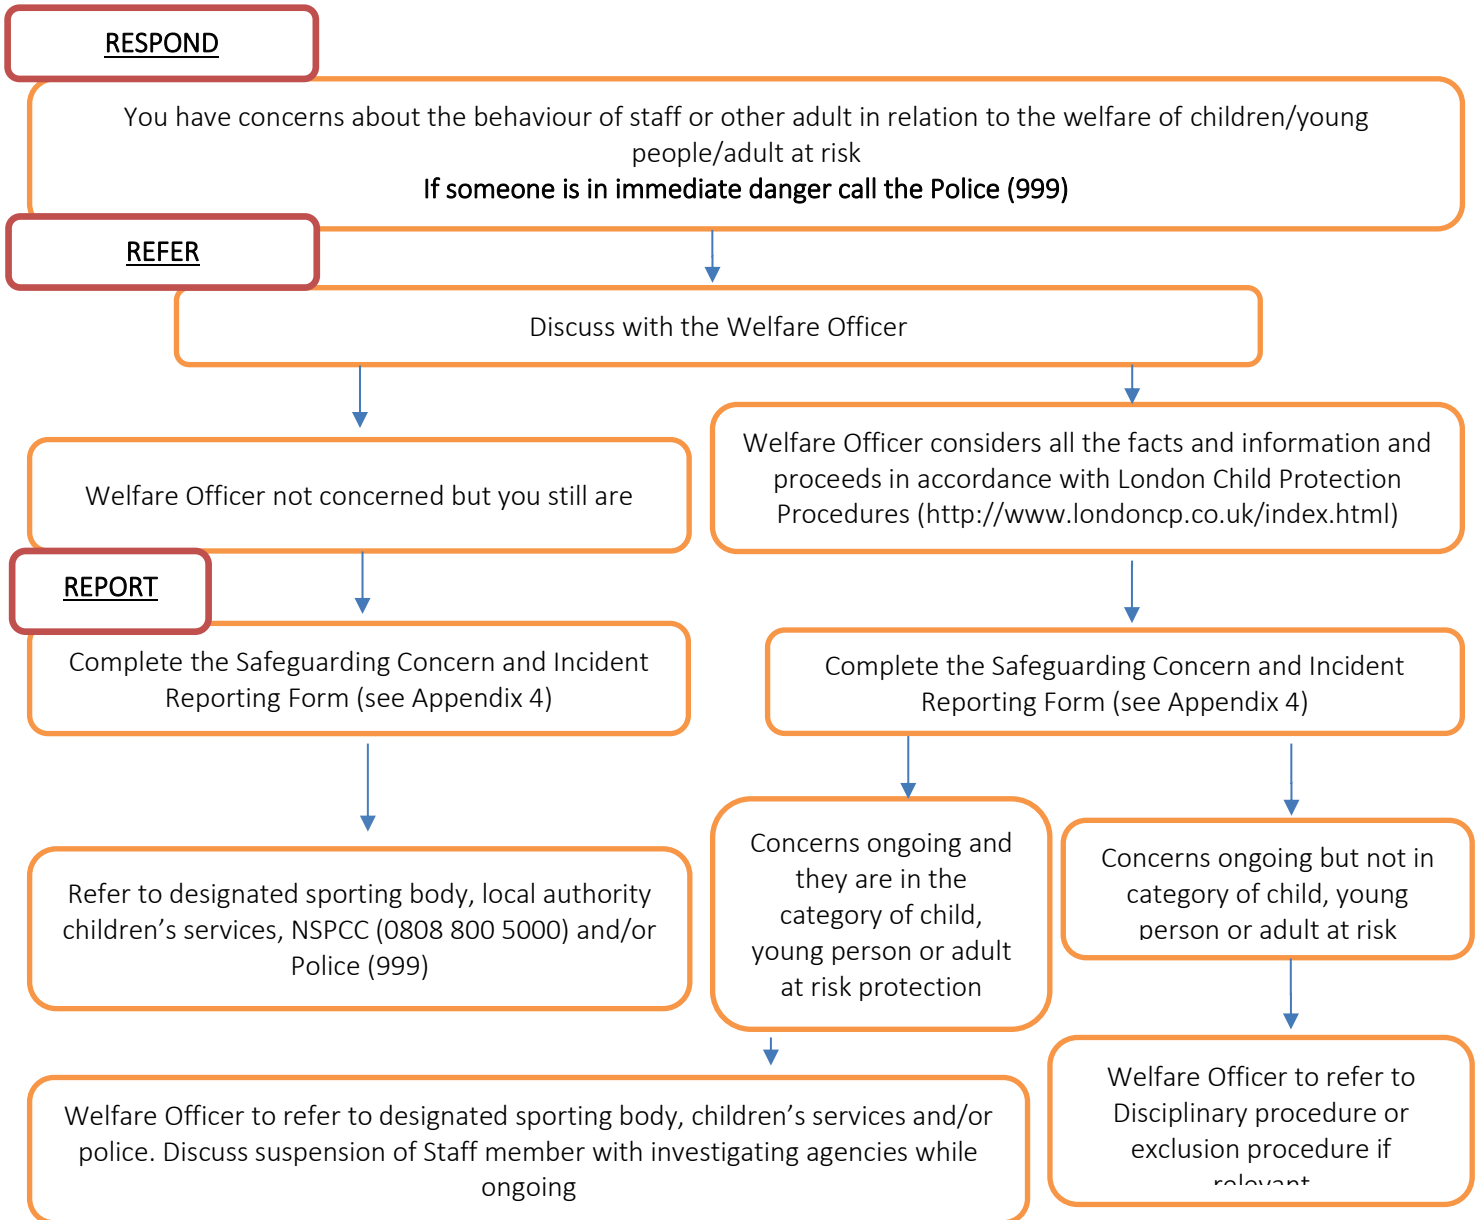 RESPOND
You have concerns about the behaviour of staff or other adult in relation to the welfare of children/young
people/adult at risk
If someone is in immediate danger call the Police (999)
REFER
Discuss with the Welfare Officer
Welfare Officer not concerned but you still are
Welfare Officer considers all the facts and information and
proceeds in accordance with London Child Protection
Procedures (http://www.londoncp.co.uk/index.html)
REPORT
Complete the Safeguarding Concern and Incident
Reporting Form (see Appendix 4)
Complete the Safeguarding Concern and Incident
Reporting Form (see Appendix 4)
Refer to designated sporting body, local authority
children’s services, NSPCC (0808 800 5000) and/or
Police (999)
Concerns ongoing and
they are in the
category of child,
young person or adult
at risk protection
Concerns ongoing but not in
category of child, young
person or adult at risk
Welfare Officer to refer to designated sporting body, children’s services and/or
police. Discuss suspension of Staff member with investigating agencies while
ongoing
Welfare Officer to refer to
Disciplinary procedure or
exclusion procedure if
relevant